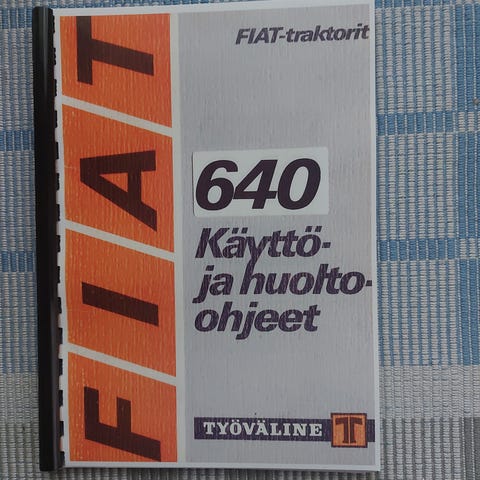 FIAT-traktorit
FIAT
640
Käyttö-
ja huolto-
ohjeet
TYÖVÄLINE T